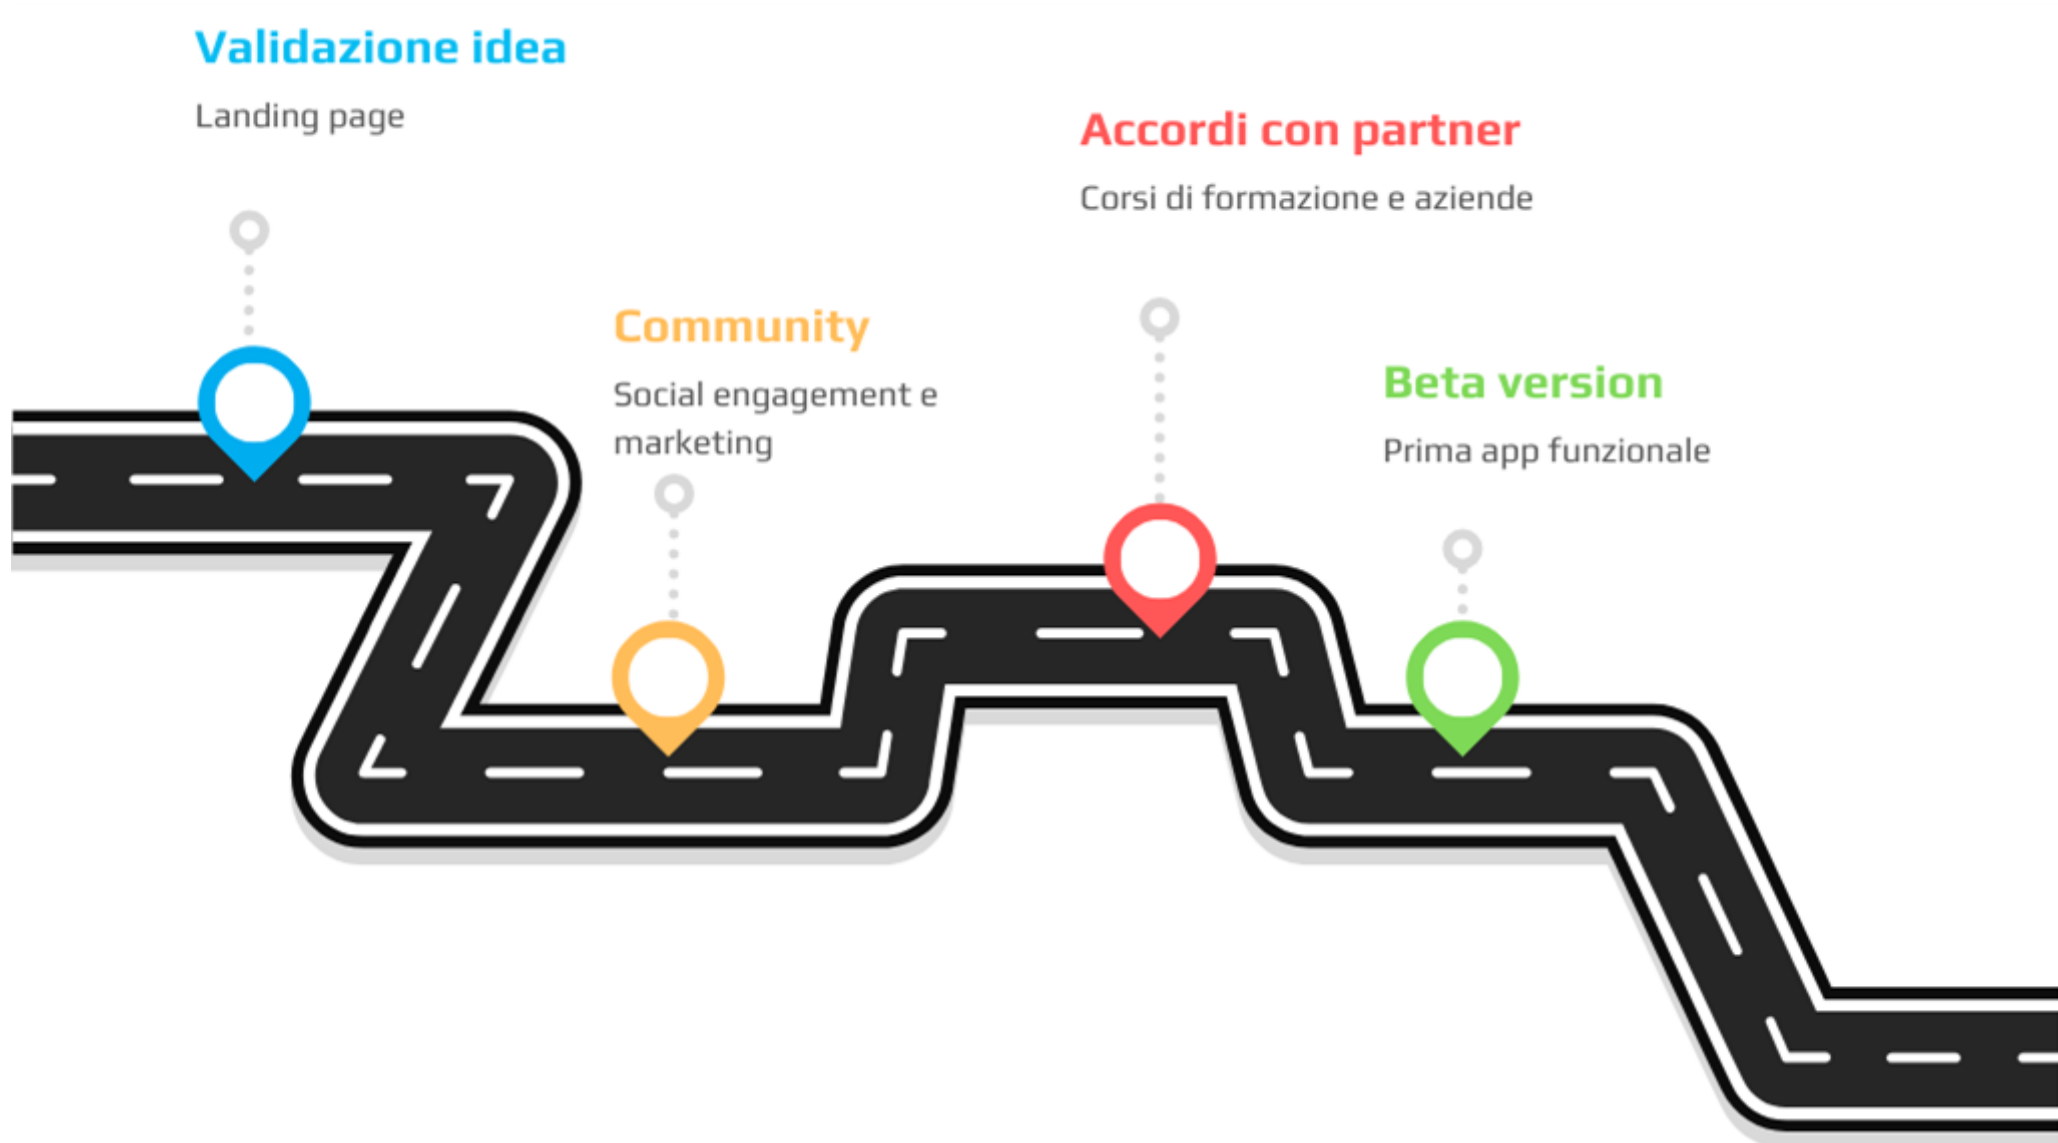 Validazione idea
Landing page
Accordi con partner
Corsi di formazione e aziende
Community
Social engagement e
marketing
Beta version
Prima app funzionale